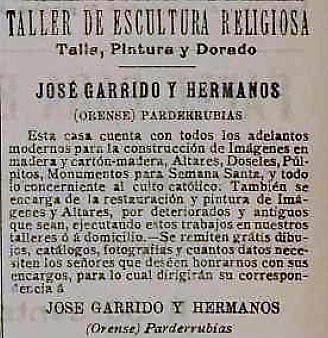 TALLER DE ESCULTURA RELIGIOSA
Talla, Pintura y Dorado
JOSÉ GARRIDO Y HERMANOS
(ORENSE) PARDERRUBIAS
Esta casa cuenta con todos los adelantos
modernos para la construcción de Imágenes en
madera y cartón-madera, Altares, Doseles, Púl-
pitos, Monumentos para Semana Santa, y todo
lo concerniente al culto católico. También se
encarga de la restauración y pintura de Imá-
genes y Altares, por deteriorados y antiguos
que sean, ejecutando estos trabajos en nuestros
talleres ó á domicilio.—Se remiten grátis dibu-
jos, catálogos, fotografías y cuantos datos nece-
siten los señores que deséen honrarnos con sus
encargos, para lo cual dirigirán su correspon-
dencia á
JOSE GARRIDO Y HERMANOS
(Orense) Parderrubias